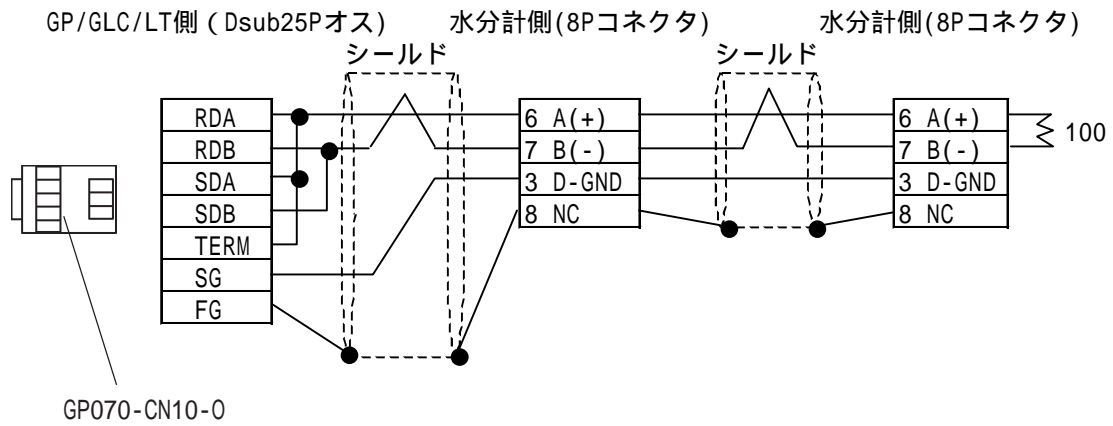 GP/GLC/LT側（Dsub25Pオス）
水分計側(8Pコネクタ)
水分計側(8Pコネクタ)
シールド
シールド
RDA
RDB
SDA
SDB
TERM
SG
FG
6 A(+)
7 B(-)
3 D-GND
8 NC
6 A(+)
7 B(-)
3 D-GND
8 NC
100
GP070-CN10-O